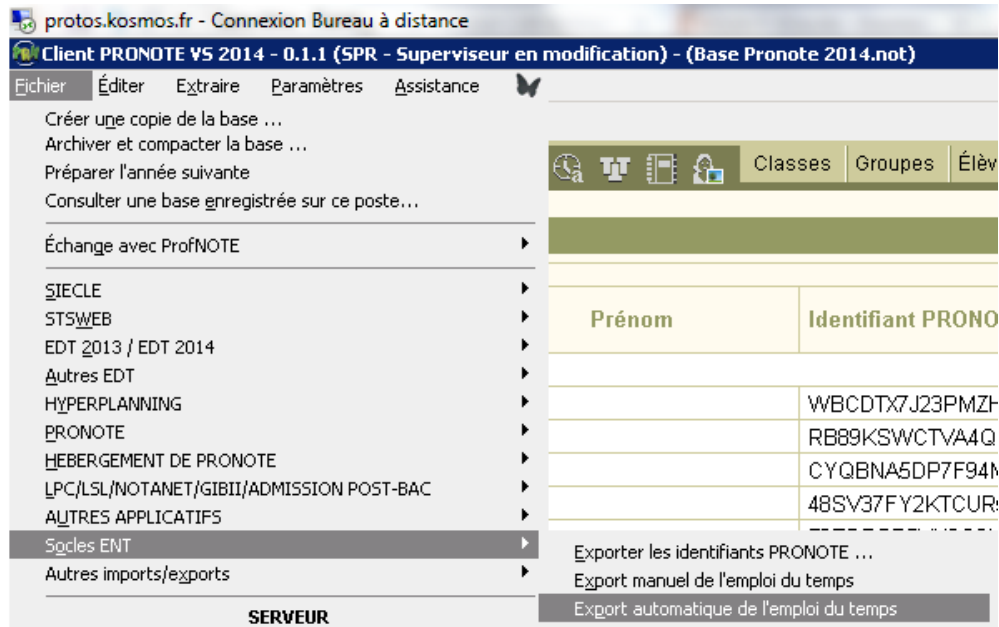 protos.kosmos.fr - Connexion Bureau à distance
Client PRONOTE VS 2014 - 0.1.1 (SPR - Superviseur en modification) - (Base Pronote 2014.not)
Fichier Éditer Extraire Paramètres Assistance
Créer une copie de la base ...
Archiver et compacter la base ...
Préparer l'année suivante
Consulter une base enregistrée sur ce poste...
Échange avec ProfNOTE
SIECLE
STSWEB
EDT 2013 / EDT 2014
Autres EDT
HYPERPLANNING
PRONOTE
HEBERGEMENT DE PRONOTE
LPC/LSL/NOTANET/GIBII/ADMISSION POST-BAC
AUTRES APPLICATIFS
Socles ENT
Autres imports/exports
SERVEUR
Classes Groupes Élèv
Prénom Identifiant PRONO
WBCDTX7J23PMZH
RB89KSWCTVA4Q
CYQBNA5DP7F94M
48SV37FY2KTCUR
Exporter les identifiants PRONOTE ...
Export manuel de l'emploi du temps
Export automatique de l'emploi du temps